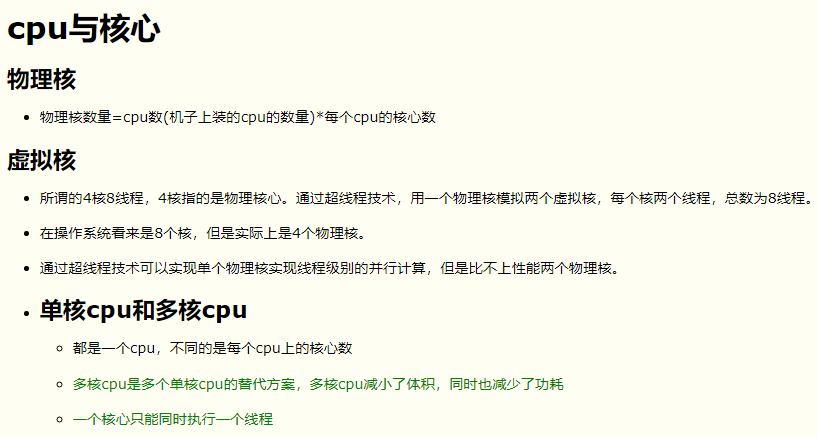 cpu与核心
物理核
物理核数量=cpu数(机子上装的cpu的数量)*每个cpu的核心数
虚拟核
所谓的4核8线程，4核指的是物理核心。通过超线程技术，用一个物理核模拟两个虚拟核，每个核两个线程，总数为8线程。
在操作系统看来是8个核，但是实际上是4个物理核。
通过超线程技术可以实现单个物理核实现线程级别的并行计算，但是比不上性能两个物理核。
单核cpu和多核cpu
都是一个cpu，不同的是每个cpu上的核心数
多核cpu是多个单核cpu的替代方案，多核cpu减小了体积，同时也减少了功耗
一个核心只能同时执行一个线程